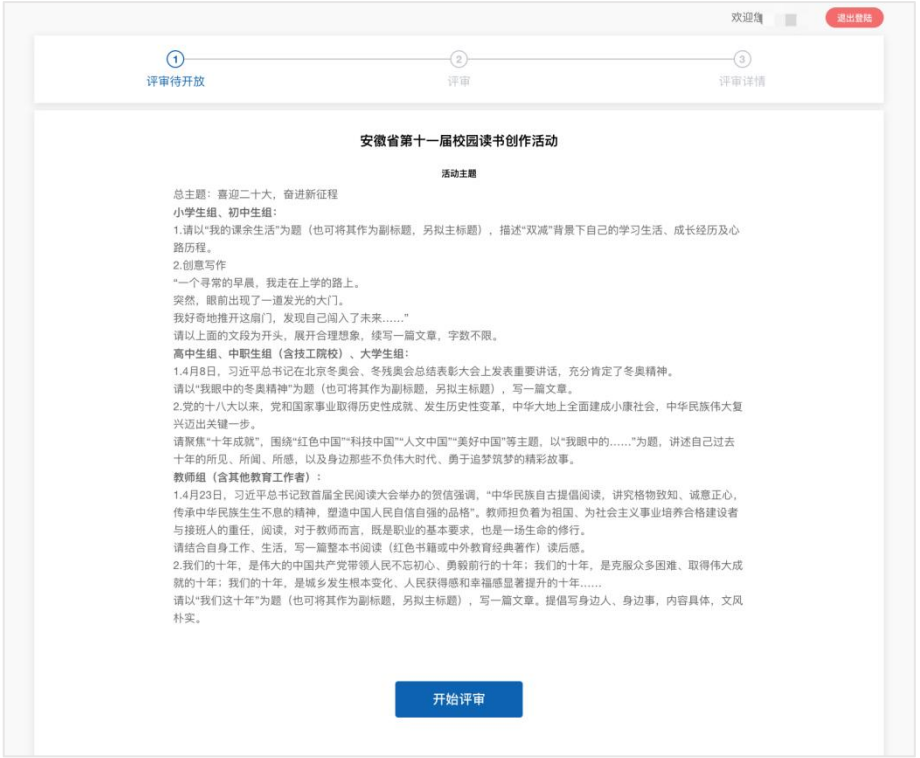 欢迎您
退出登陆
1
2
3
评审待开放
评审
评审详情
安徽省第十一届校园读书创作活动
活动主题
总主题：喜迎二十大，奋进新征程
小学生组、初中生组：
1.请以“我的课余生活”为题（也可将其作为副标题，另拟主标题），描述“双减”背景下自己的学习生活、成长经历及心
路历程。
2.创意写作
“一个寻常的早晨，我走在上学的路上。
突然，眼前出现了一道发光的大门。
我好奇地推开这扇门，发现自己闯入了未来……”
请以上面的文段为开头，展开合理想象，续写一篇文章，字数不限。
高中生组、中职生组（含技工院校）、大学生组：
1.4月8日，习近平总书记在北京冬奥会、冬残奥会总结表彰大会上发表重要讲话，充分肯定了冬奥精神。
请以“我眼中的冬奥精神”为题（也可将其作为副标题，另拟主标题），写一篇文章。
2.党的十八大以来，党和国家事业取得历史性成就、发生历史性变革，中华大地上全面建成小康社会，中华民族伟大复
兴迈出关键一步。
请聚焦“十年成就”，围绕“红色中国”“科技中国”“人文中国”“美好中国”等主题，以“我眼中的……”为题，讲述自己过去
十年的所见、所闻、所感，以及身边那些不负伟大时代、勇于追梦筑梦的精彩故事。
教师组（含其他教育工作者）：
1.4月23日，习近平总书记致首届全民阅读大会举办的贺信强调，“中华民族自古提倡阅读，讲究格物致知、诚意正心，
传承中华民族生生不息的精神，塑造中国人民自信自强的品格”。教师担负着为祖国、为社会主义事业培养合格建设者
与接班人的重任，阅读，对于教师而言，既是职业的基本要求，也是一场生命的修行。
请结合自身工作、生活，写一篇整本书阅读（红色书籍或中外教育经典著作）读后感。
2.我们的十年，是伟大的中国共产党带领人民不忘初心、勇毅前行的十年；我们的十年，是克服众多困难、取得伟大成
就的十年；我们的十年，是城乡发生根本变化、人民获得感和幸福感显著提升的十年……
请以“我们这十年”为题（也可将其作为副标题，另拟主标题），写一篇文章。提倡写身边人、身边事，内容具体，文风
朴实。
开始评审